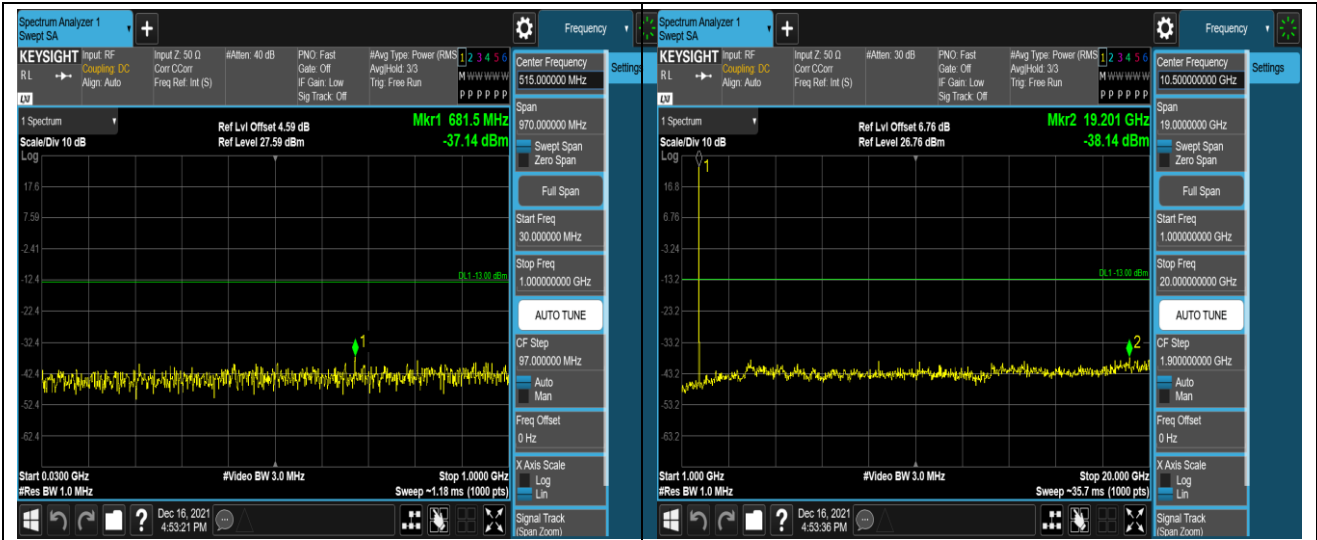 Spectrum Analyzer 1
Swept SA
+
Frequency
KEYSIGHT
RL
LXI
Input: RF
Coupling: DC
Align: Auto
Input Z: 50 Ω
Corr CCorr
Freq Ref: Int (S)
#Atten: 40 dB
PNO: Fast
Gate: Off
IF Gain: Low
Sig Track: Off
#Avg Type: Power (RMS
Avg|Hold: 3/3
Trig: Free Run
1 2 3 4 5 6
M W W W W W
P P P P P P
Center Frequency
515.000000 MHz
Settings
1 Spectrum
Scale/Div 10 dB
Log
Ref Lvl Offset 4.59 dB
Ref Level 27.59 dBm
Mkr1 681.5 MHz
-37.14 dBm
17.6
7.59
-2.41
-12.4
-22.4
-32.4
-42.4
-52.4
-62.4
DL1 -13.00 dBm
1
Span
970.000000 MHz
Swept Span
Zero Span
Full Span
Start Freq
30.000000 MHz
Stop Freq
1.000000000 GHz
AUTO TUNE
CF Step
97.000000 MHz
Auto
Man
Freq Offset
0 Hz
X Axis Scale
Log
Lin
Signal Track
(Span Zoom)
Start 0.0300 GHz
#Res BW 1.0 MHz
#Video BW 3.0 MHz
Stop 1.0000 GHz
Sweep ~1.18 ms (1000 pts)
?
Dec 16, 2021
4:53:21 PM
Spectrum Analyzer 1
Swept SA
+
Frequency
KEYSIGHT
RL
LXI
Input: RF
Coupling: DC
Align: Auto
Input Z: 50 Ω
Corr CCorr
Freq Ref: Int (S)
#Atten: 30 dB
PNO: Fast
Gate: Off
IF Gain: Low
Sig Track: Off
#Avg Type: Power (RMS
Avg|Hold: 3/3
Trig: Free Run
1 2 3 4 5 6
M W W W W W
P P P P P P
Center Frequency
10.500000000 GHz
Settings
1 Spectrum
Scale/Div 10 dB
Log
Ref Lvl Offset 6.76 dB
Ref Level 26.76 dBm
Mkr2 19.201 GHz
-38.14 dBm
1
16.8
6.76
-3.24
-13.2
-23.2
-33.2
-43.2
-53.2
-63.2
DL1 -13.00 dBm
2
Span
19.0000000 GHz
Swept Span
Zero Span
Full Span
Start Freq
1.000000000 GHz
Stop Freq
20.000000000 GHz
AUTO TUNE
CF Step
1.900000000 GHz
Auto
Man
Freq Offset
0 Hz
X Axis Scale
Log
Lin
Signal Track
(Span Zoom)
Start 1.000 GHz
#Res BW 1.0 MHz
#Video BW 3.0 MHz
Stop 20.000 GHz
Sweep ~35.7 ms (1000 pts)
?
Dec 16, 2021
4:53:36 PM